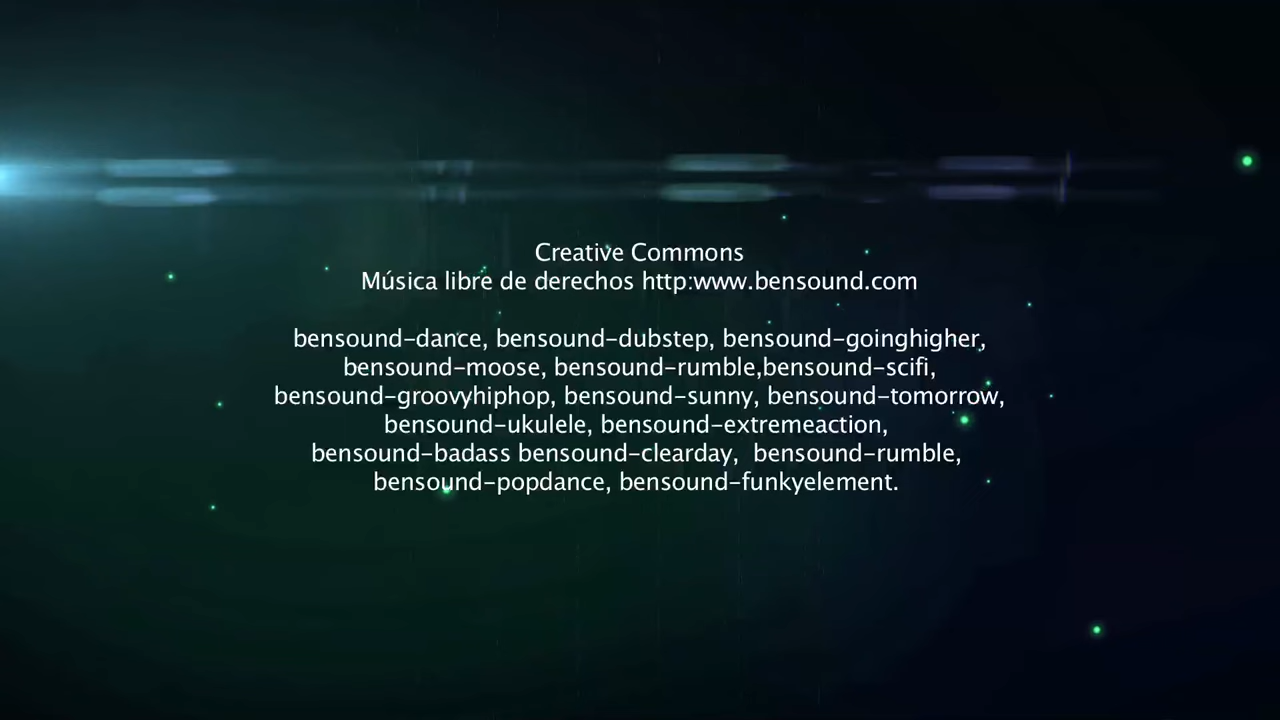 Creative Commons
Música libre de derechos http:www.bensound.com
bensound-dance, bensound-dubstep, bensound-goinghigher,
bensound-moose, bensound-rumble,bensound-scifi,
bensound-groovyhiphop, bensound-sunny, bensound-tomorrow,
bensound-ukulele, bensound-extremeaction,
bensound-badass bensound-clearday,  bensound-rumble,
bensound-popdance, bensound-funkyelement.